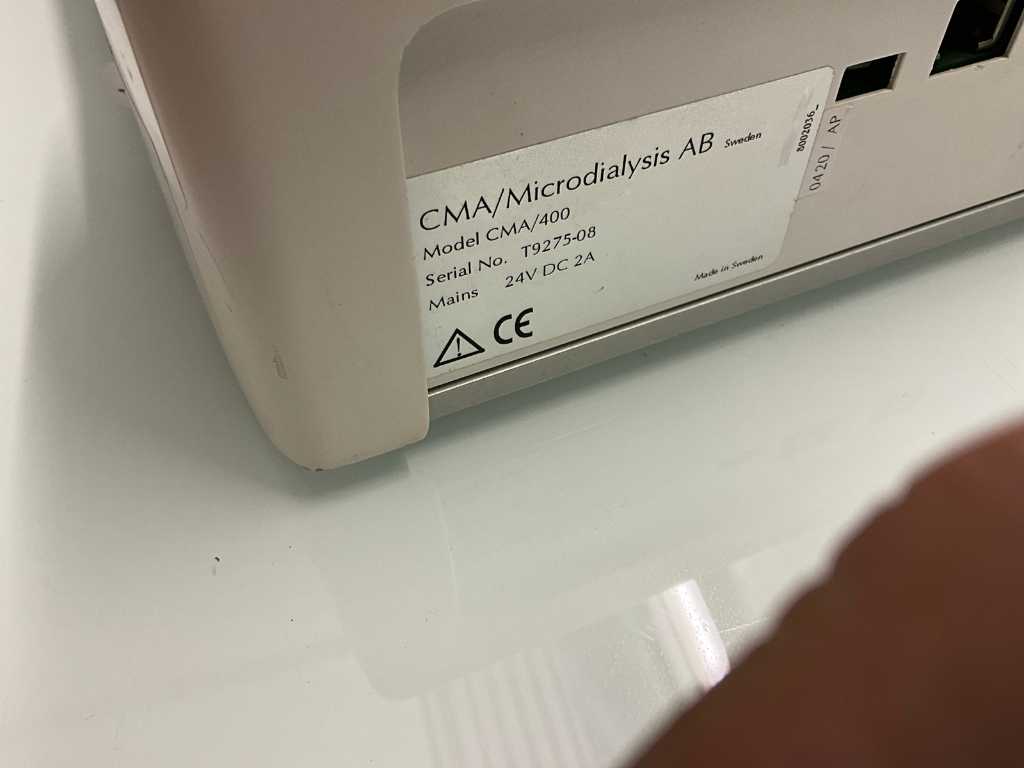 CMA/Microdialysis AB Sweden
Model CMA/400
Serial No. T9275-08
Mains 24V DC 2A
Made in Sweden
CE
8002036_
0420 / AP